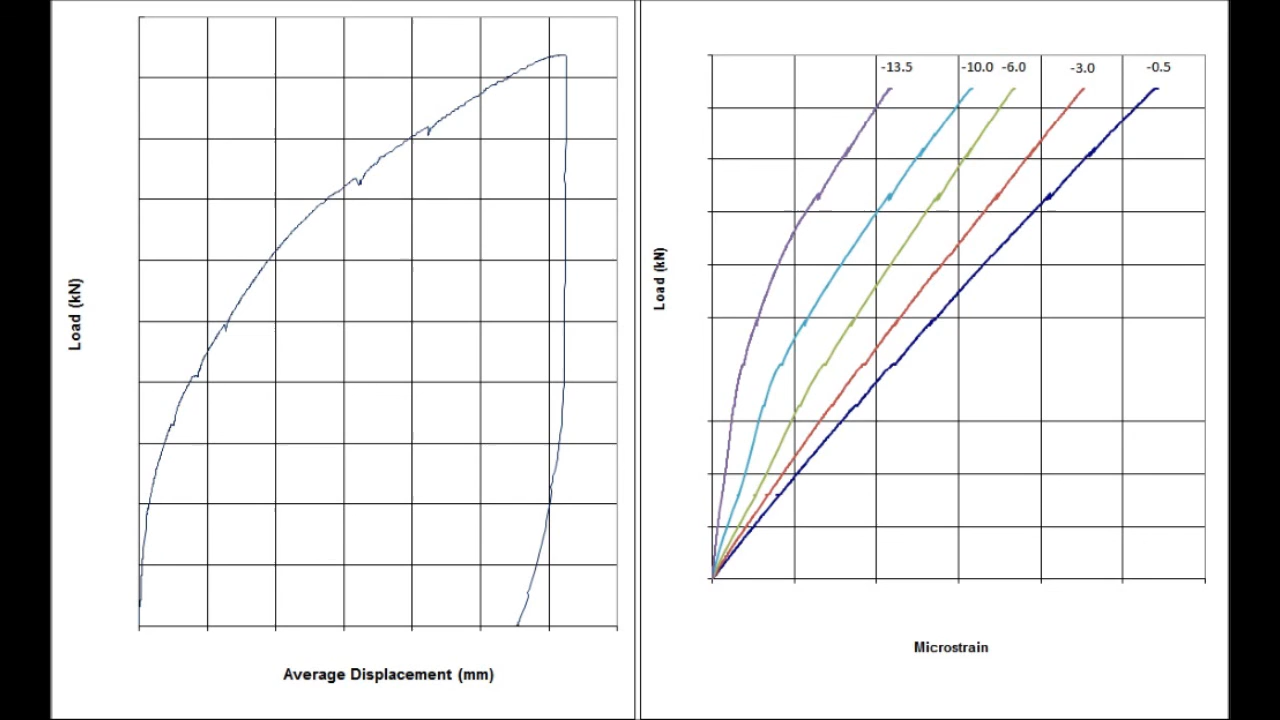 Load (kN)
Average Displacement (mm)
-13.5 -10.0 -6.0 -3.0 -0.5
Load (kN)
Microstrain